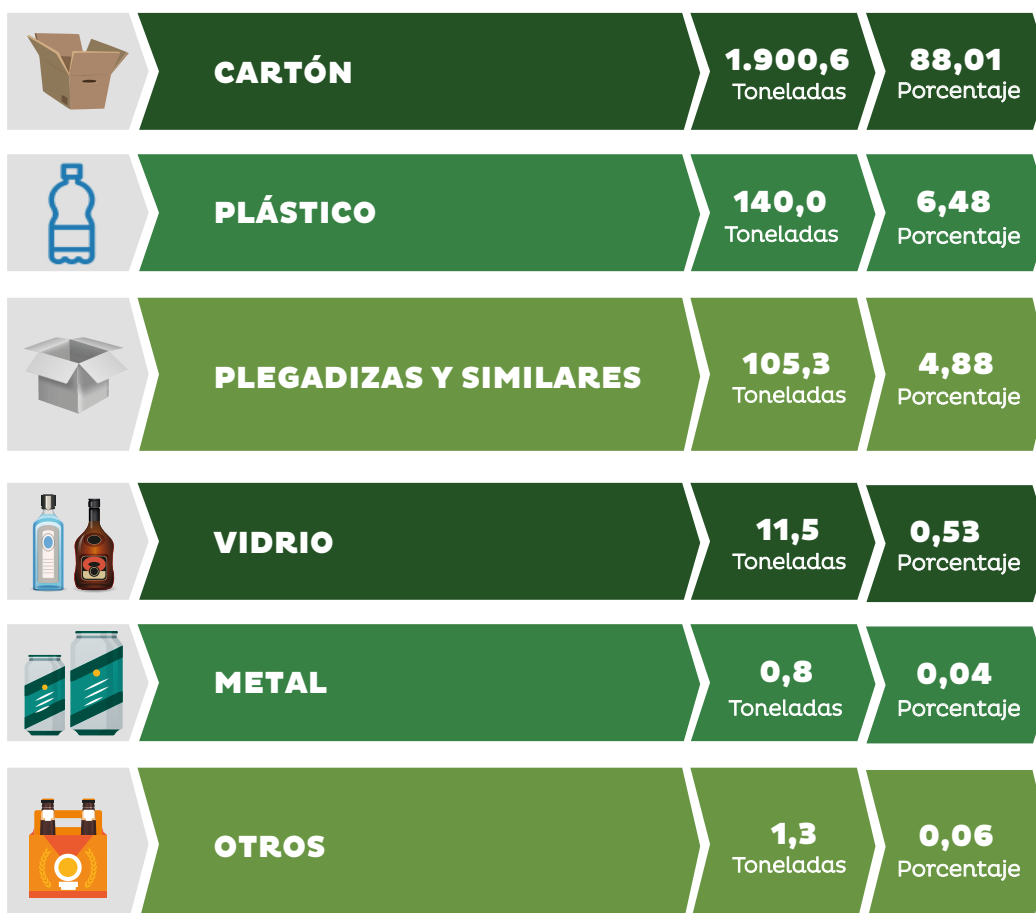 CARTÓN
1.900,6
Toneladas
88,01
Porcentaje
PLÁSTICO
140,0
Toneladas
6,48
Porcentaje
PLEGADIZAS Y SIMILARES
105,3
Toneladas
4,88
Porcentaje
VIDRIO
11,5
Toneladas
0,53
Porcentaje
METAL
0,8
Toneladas
0,04
Porcentaje
OTROS
1,3
Toneladas
0,06
Porcentaje